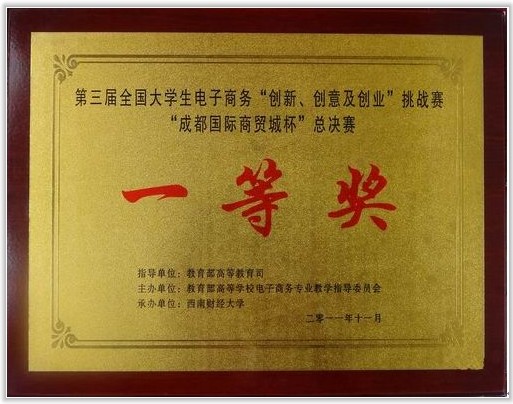 第三届全国大学生电子商务“创新、创意及创业”挑战赛
“成都国际商贸城杯”总决赛
一等奖
指导单位：教育部高等教育司
主办单位：教育部高等学校电子商务专业教学指导委员会
承办单位：西南财经大学
二零一一年十一月